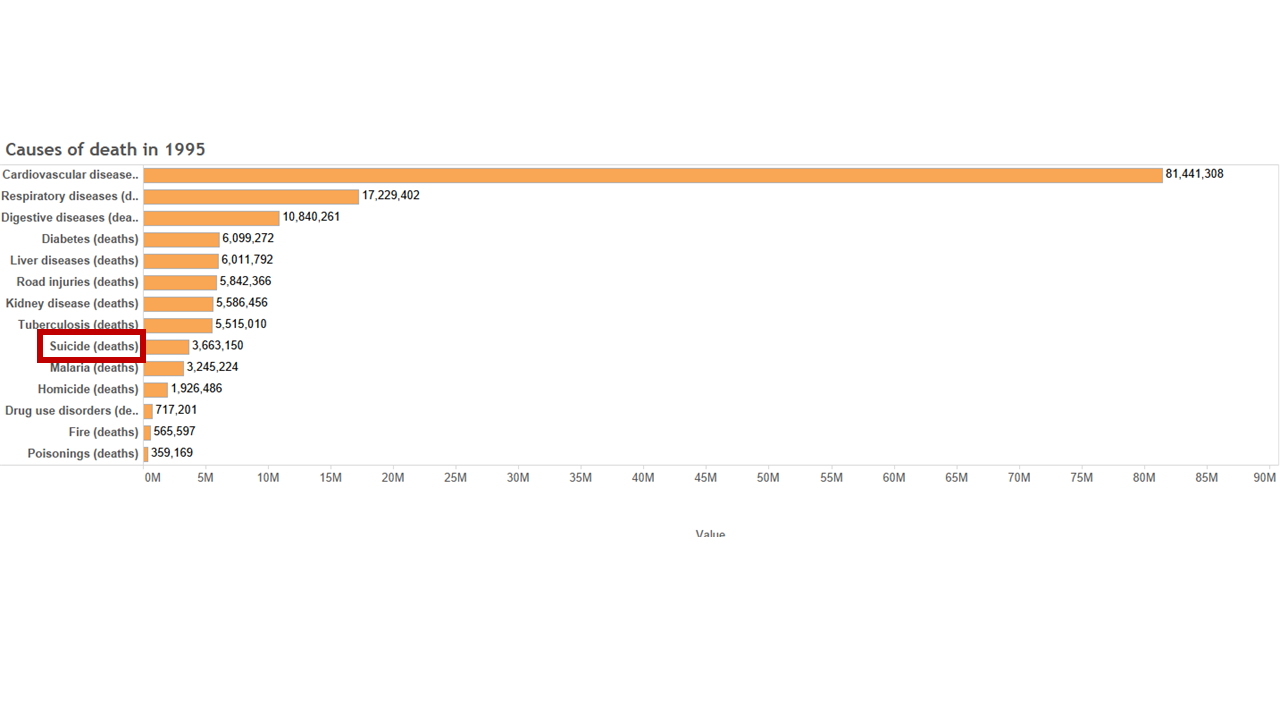 Causes of death in 1995
Cardiovascular disease.. 81,441,308
Respiratory diseases (d.. 17,229,402
Digestive diseases (dea.. 10,840,261
Diabetes (deaths) 6,099,272
Liver diseases (deaths) 6,011,792
Road injuries (deaths) 5,842,366
Kidney disease (deaths) 5,586,456
Tuberculosis (deaths) 5,515,010
Suicide (deaths) 3,663,150
Malaria (deaths) 3,245,224
Homicide (deaths) 1,926,486
Drug use disorders (de.. 717,201
Fire (deaths) 565,597
Poisonings (deaths) 359,169
0M 5M 10M 15M 20M 25M 30M 35M 40M 45M 50M 55M 60M 65M 70M 75M 80M 85M 90M
Value